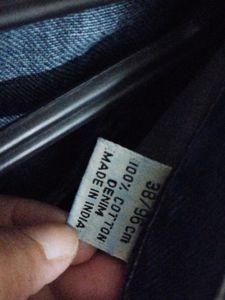 38/96 cm
100% COTTON
DENIM
MADE IN INDIA